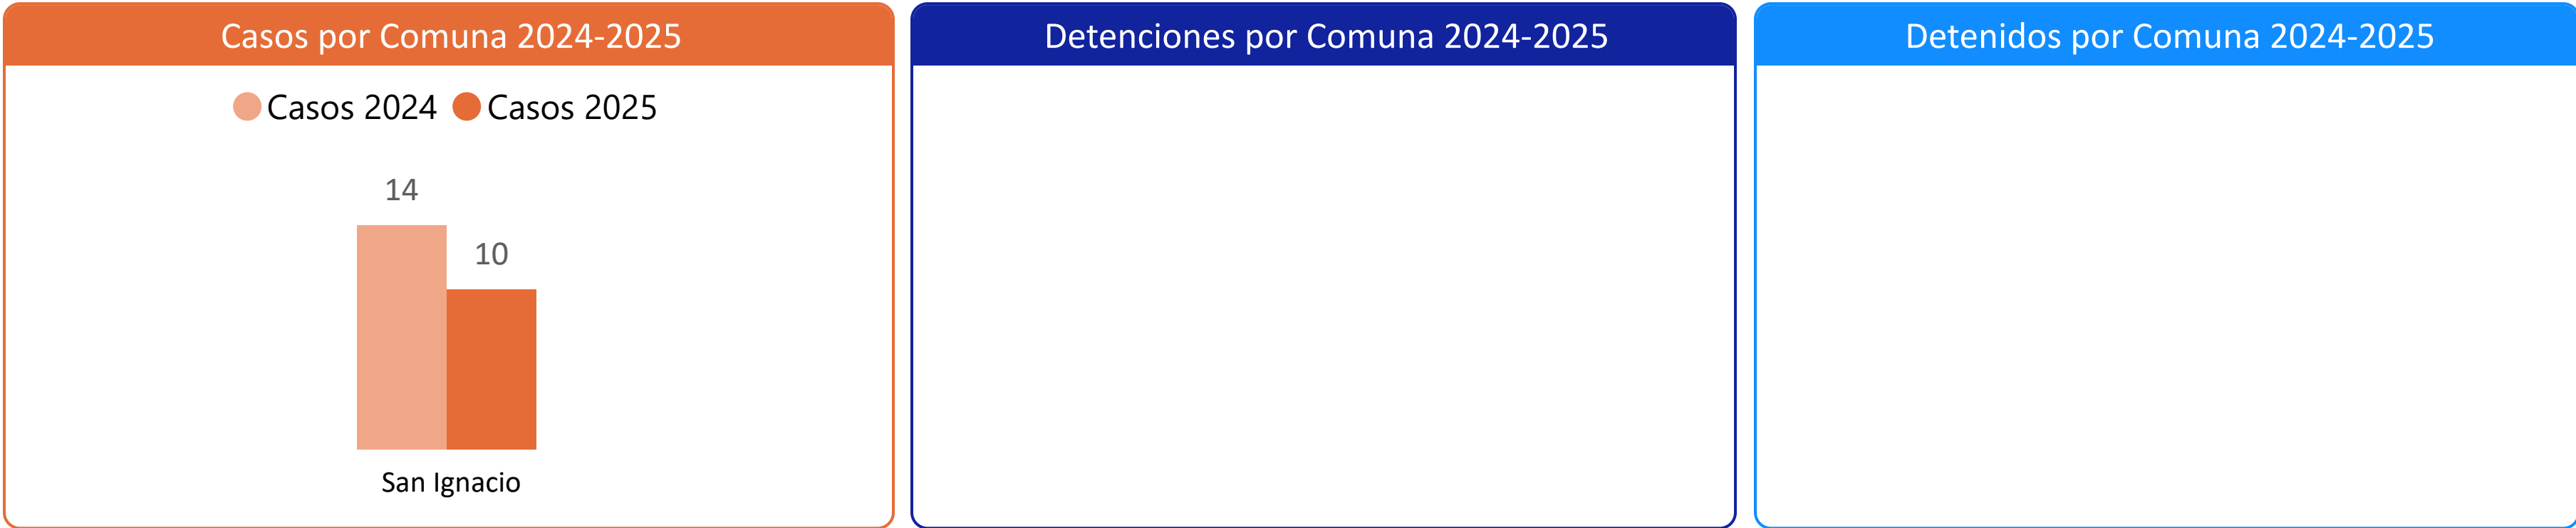 Casos por Comuna 2024-2025
Casos 2024 Casos 2025
14
10
San Ignacio
Detenciones por Comuna 2024-2025
Detenidos por Comuna 2024-2025